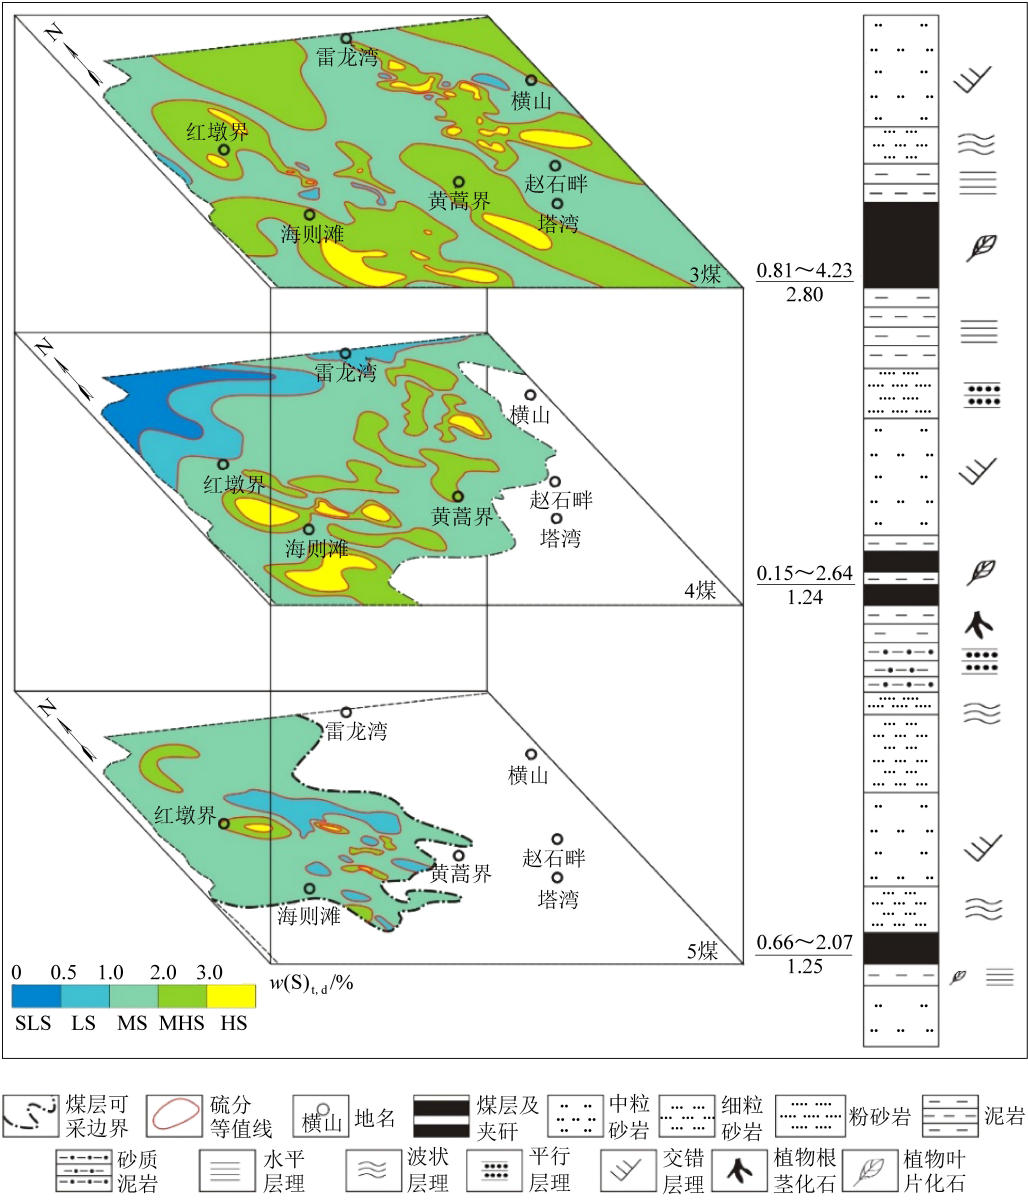 N
雷龙湾
横山
红墩界
赵石畔
黄蒿界
塔湾
海则滩
3煤
0.81～4.23
2.80
N
雷龙湾
横山
红墩界
赵石畔
黄蒿界
塔湾
海则滩
4煤
0.15～2.64
1.24
N
雷龙湾
横山
红墩界
赵石畔
黄蒿界
塔湾
海则滩
5煤
0.66～2.07
1.25
0 0.5 1.0 2.0 3.0
w(S)t, d /%
SLS LS MS MHS HS
煤层可
采边界
硫分
等值线
横山
地名
煤层及
夹矸
中粒
砂岩
细粒
砂岩
粉砂岩
泥岩
砂质
泥岩
水平
层理
波状
层理
平行
层理
交错
层理
植物根
茎化石
植物叶
片化石